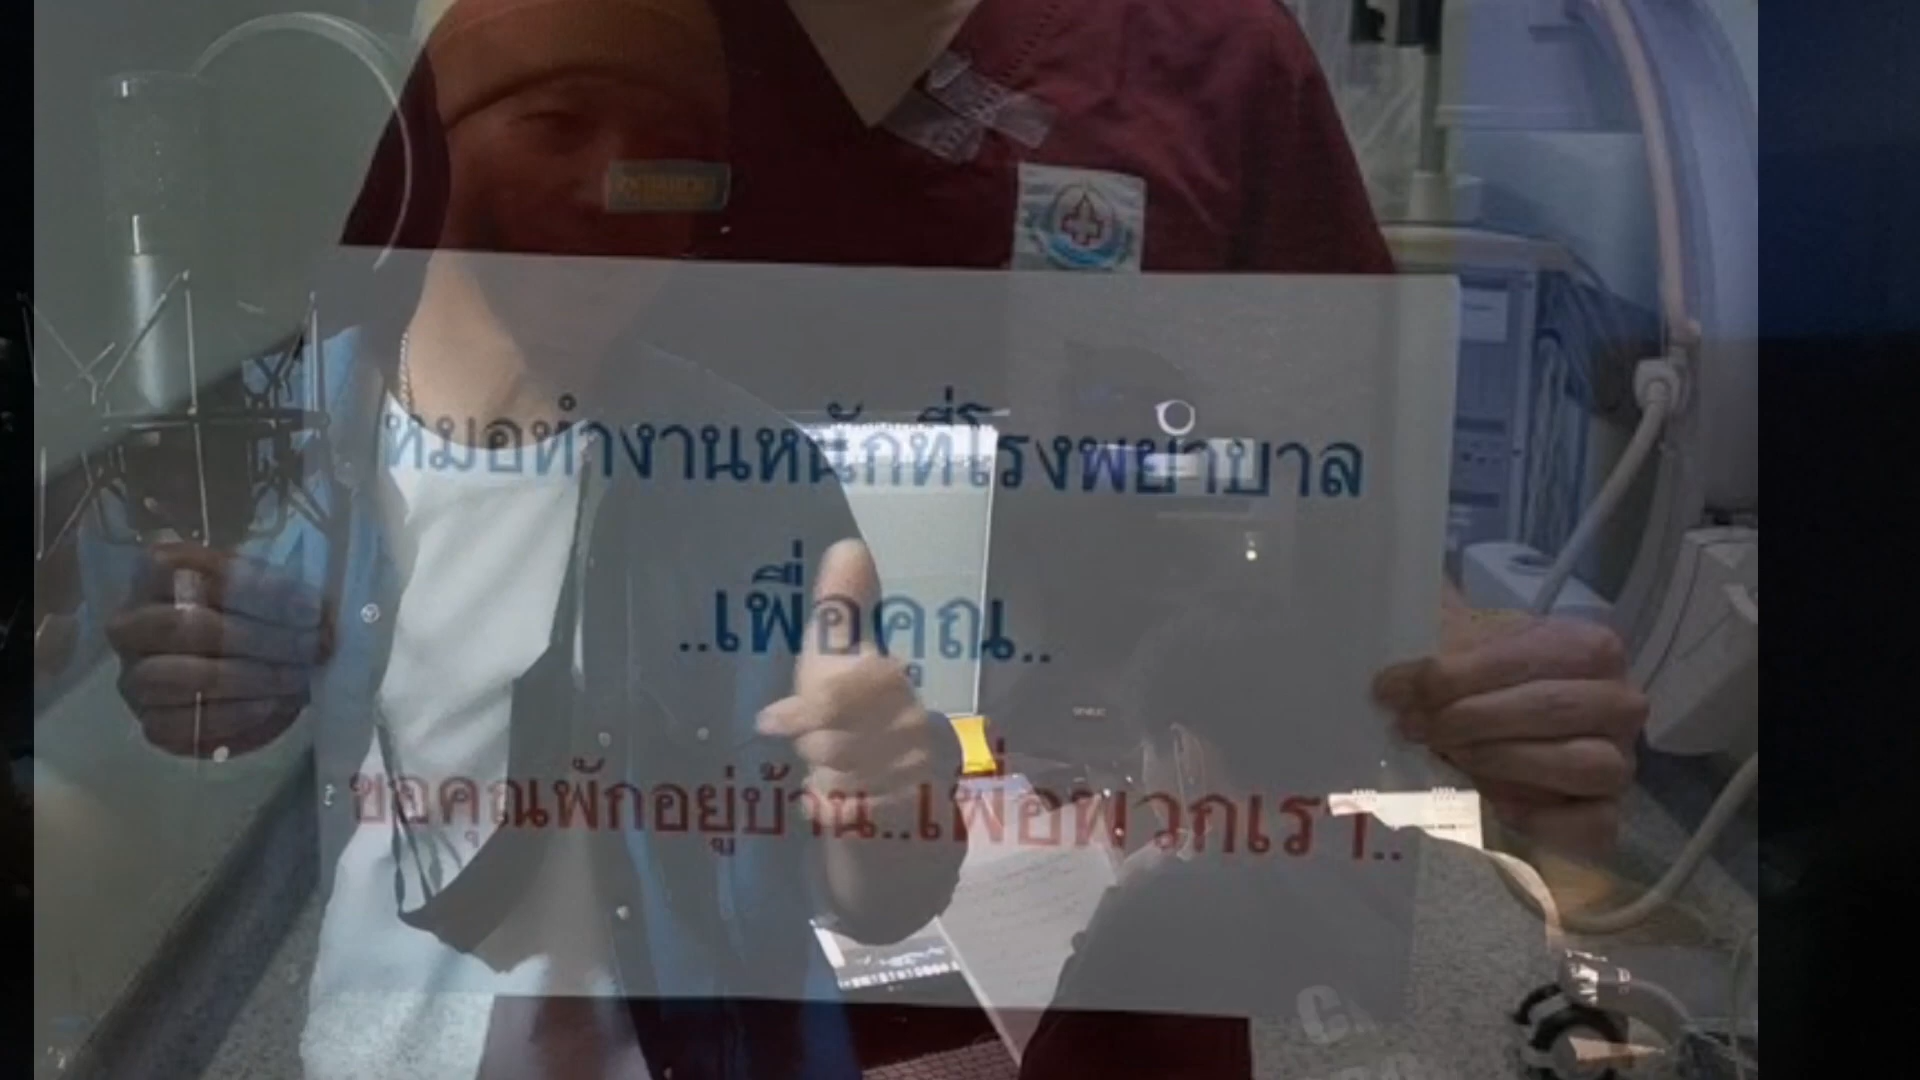 หมอทำงานหนักที่โรงพยาบาล
..เพื่อคุณ..
ขอคุณพักอยู่บ้าน..เพื่อพวกเรา..